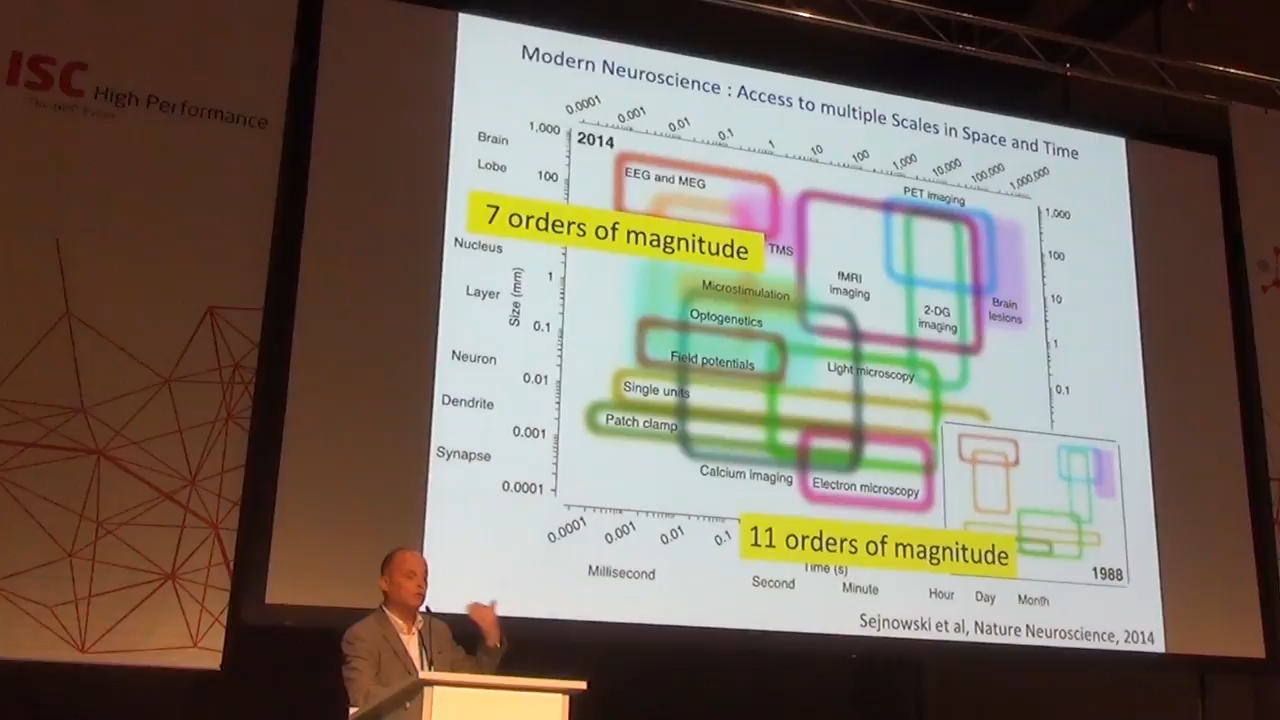 ISC High Performance
The HPC Event
Modern Neuroscience : Access to multiple Scales in Space and Time
0.0001 0.001 0.01 0.1 1 10 100 1,000 10,000 100,000 1,000,000
2014
Brain 1,000
Lobe 100
EEG and MEG
PET imaging
1,000
7 orders of magnitude
TMS
100
Nucleus
Layer 1
Size (mm)
Microstimulation
fMRI
imaging
10
Brain
lesions
Optogenetics
2-DG
imaging
1
0.1
Neuron
Field potentials
Light microscopy
0.1
0.01
Single units
Dendrite
Patch clamp
0.001
Synapse
Calcium imaging
Electron microscopy
0.0001
0.0001 0.001 0.01 0.1
11 orders of magnitude
Time (s)
1988
Millisecond Second Minute Hour Day Month
Sejnowski et al, Nature Neuroscience, 2014